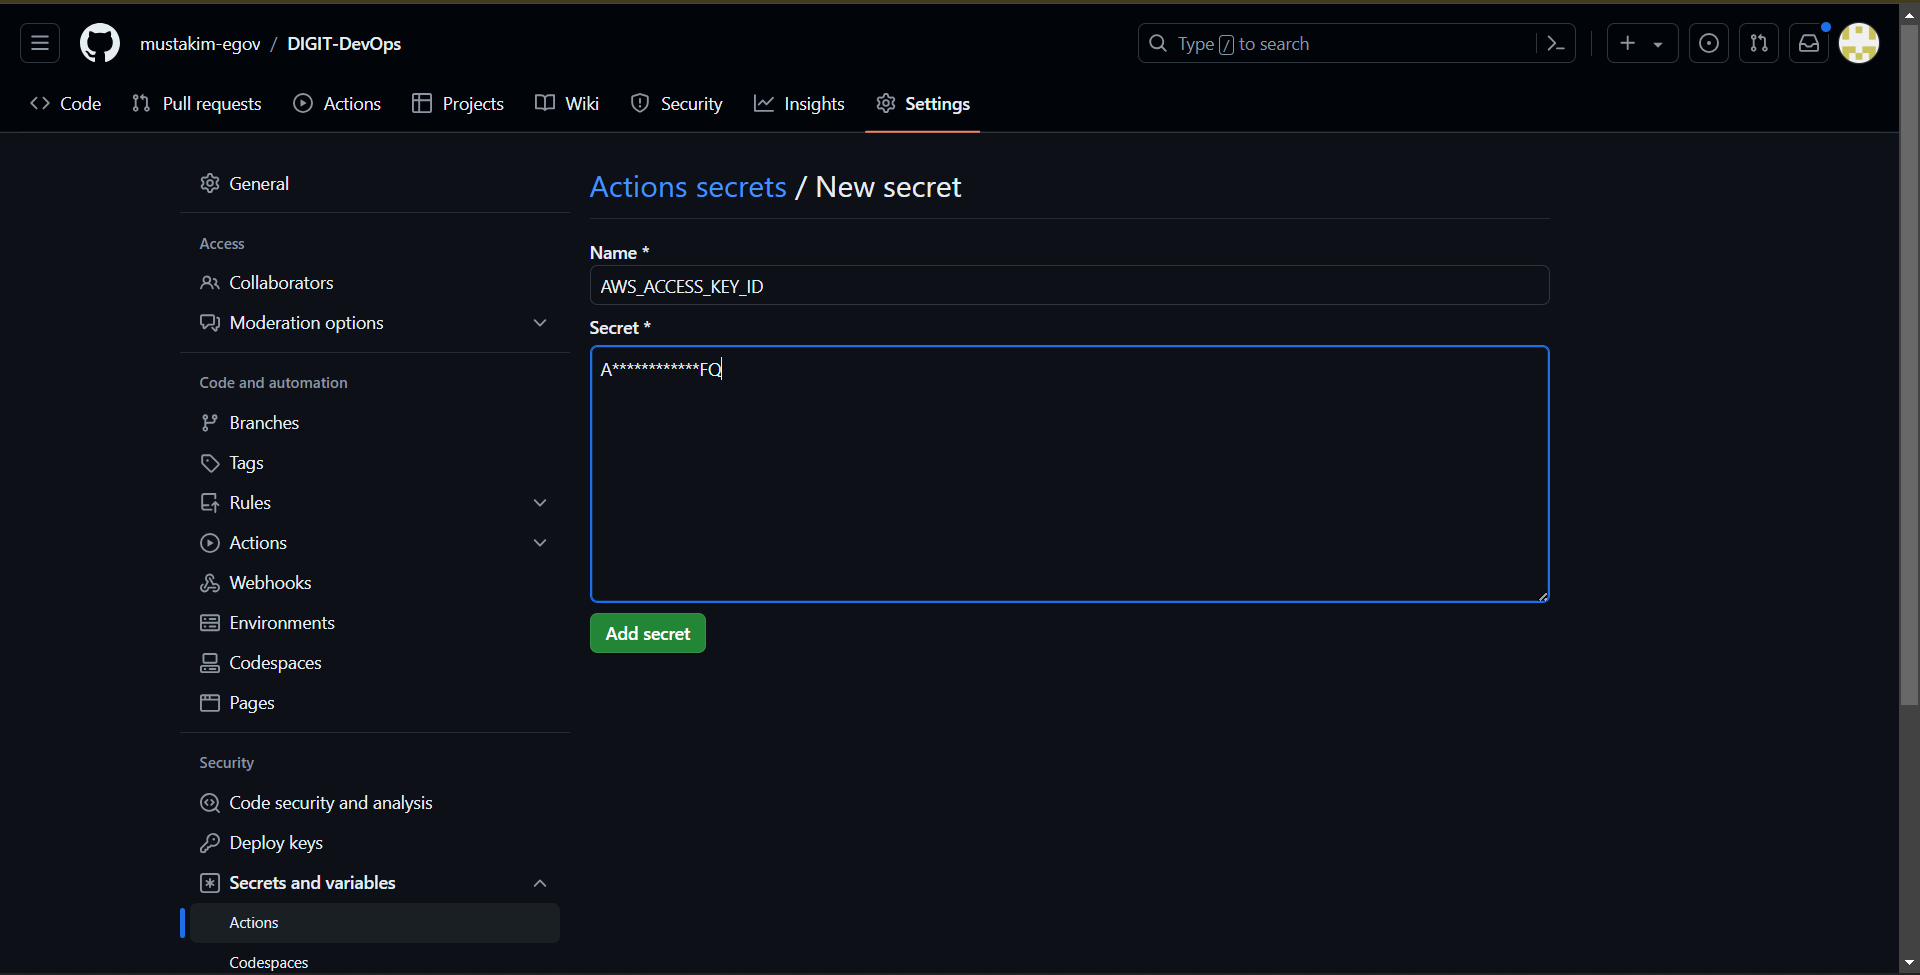 mustakim-egov / DIGIT-DevOps
Type / to search
Code
Pull requests
Actions
Projects
Wiki
Security
Insights
Settings
General
Access
Collaborators
Moderation options
Code and automation
Branches
Tags
Rules
Actions
Webhooks
Environments
Codespaces
Pages
Security
Code security and analysis
Deploy keys
Secrets and variables
Actions
Codespaces
Actions secrets / New secret
Name *
AWS_ACCESS_KEY_ID
Secret *
A************FQ
Add secret